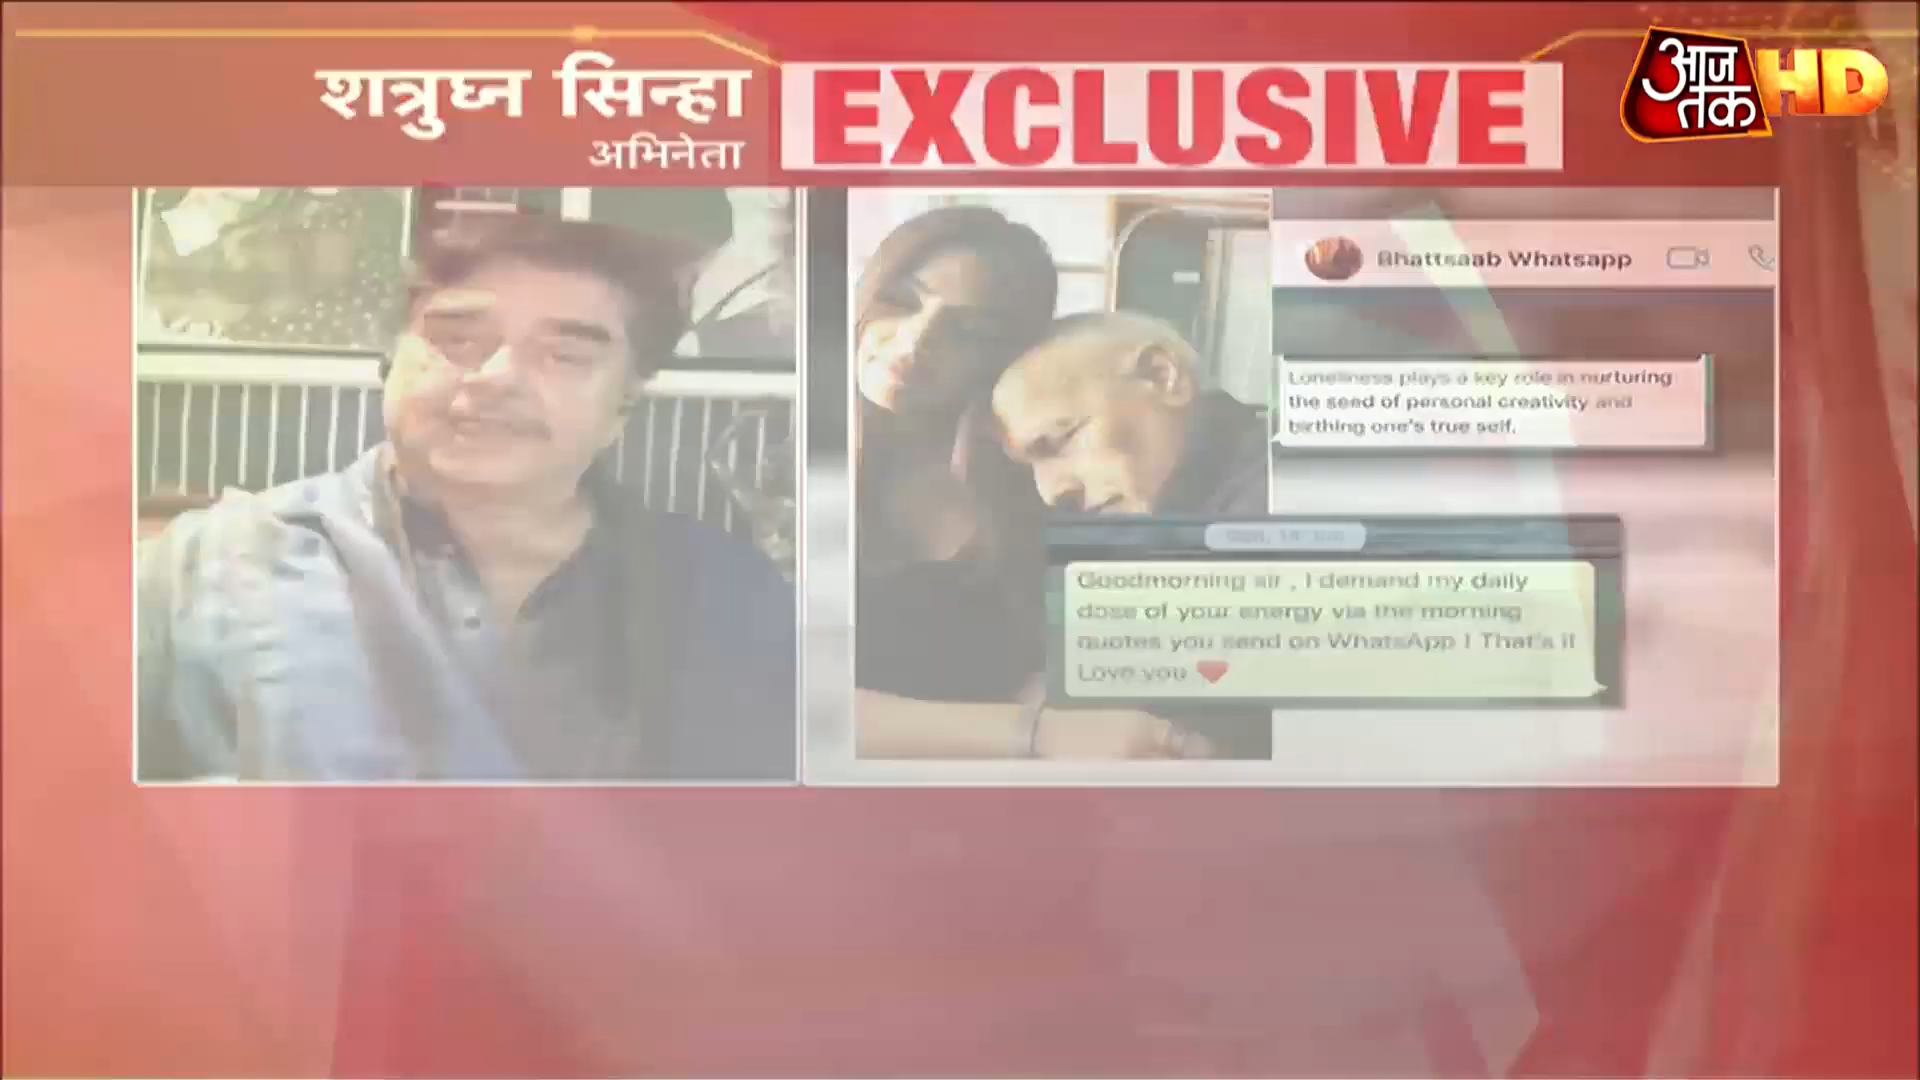 शत्रुघ्न सिन्हा
अभिनेता
EXCLUSIVE
आज
तक
HD
Bhattsaab Whatsapp
Loneliness plays a key role in nurturing
the seed of personal creativity and
birthing one's true self.
Goodmorning sir , I demand my daily
dose of your energy via the morning
quotes you send on WhatsApp ! That's it
Love you ❤